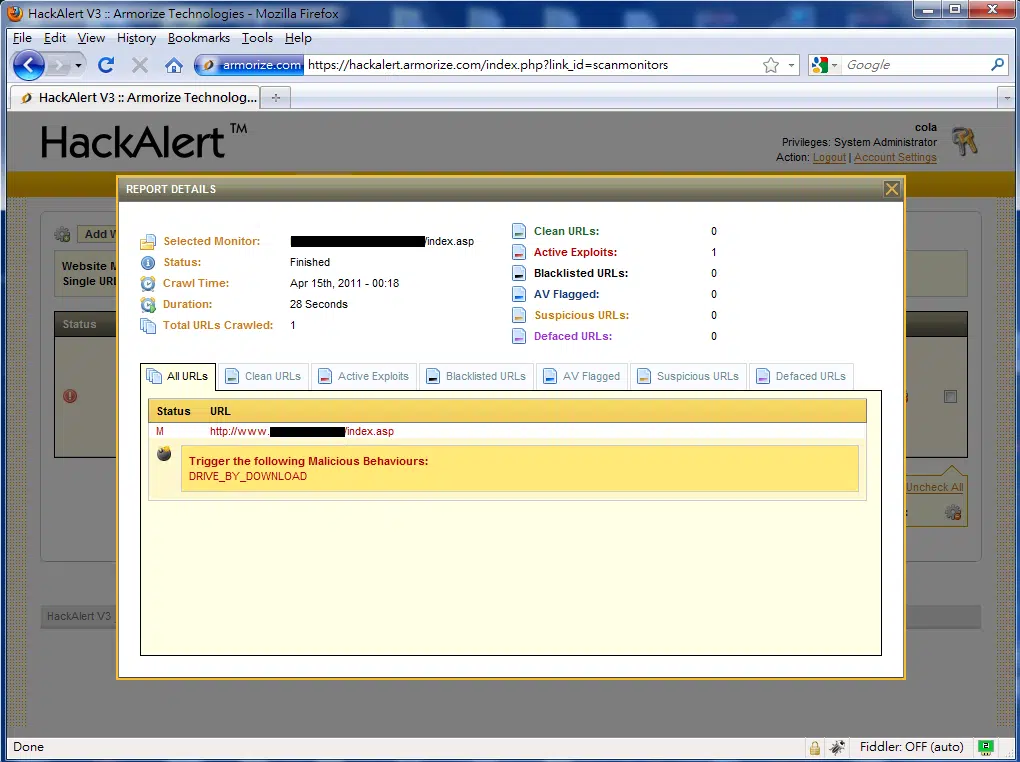 HackAlert V3 :: Armorize Technologies - Mozilla Firefox
File Edit View History Bookmarks Tools Help
armorize.com https://hackalert.armorize.com/index.php?link_id=scanmonitors Google
HackAlert V3 :: Armorize Technolog...
HackAlert™
cola
Privileges: System Administrator
Action: Logout | Account Settings
REPORT DETAILS
Add
Website
Single
Status
Selected Monitor: /index.asp
Status: Finished
Crawl Time: Apr 15th, 2011 - 00:18
Duration: 28 Seconds
Total URLs Crawled: 1
Clean URLs: 0
Active Exploits: 1
Blacklisted URLs: 0
AV Flagged: 0
Suspicious URLs: 0
Defaced URLs: 0
All URLs Clean URLs Active Exploits Blacklisted URLs AV Flagged Suspicious URLs Defaced URLs
Status URL
M http://www. /index.asp
Trigger the following Malicious Behaviours:
DRIVE_BY_DOWNLOAD
Uncheck All
HackAlert V3
Done
Fiddler: OFF (auto)